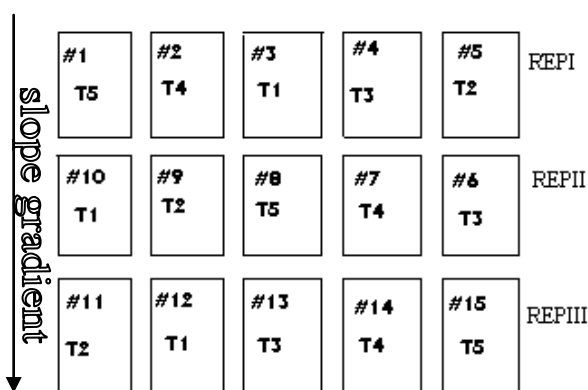 slope gradient
#1 #2 #3 #4 #5 REPI
T5 T4 T1 T3 T2
#10 #9 #8 #7 #6 REPII
T1 T2 T5 T4 T3
#11 #12 #13 #14 #15 REPIII
T2 T1 T3 T4 T5